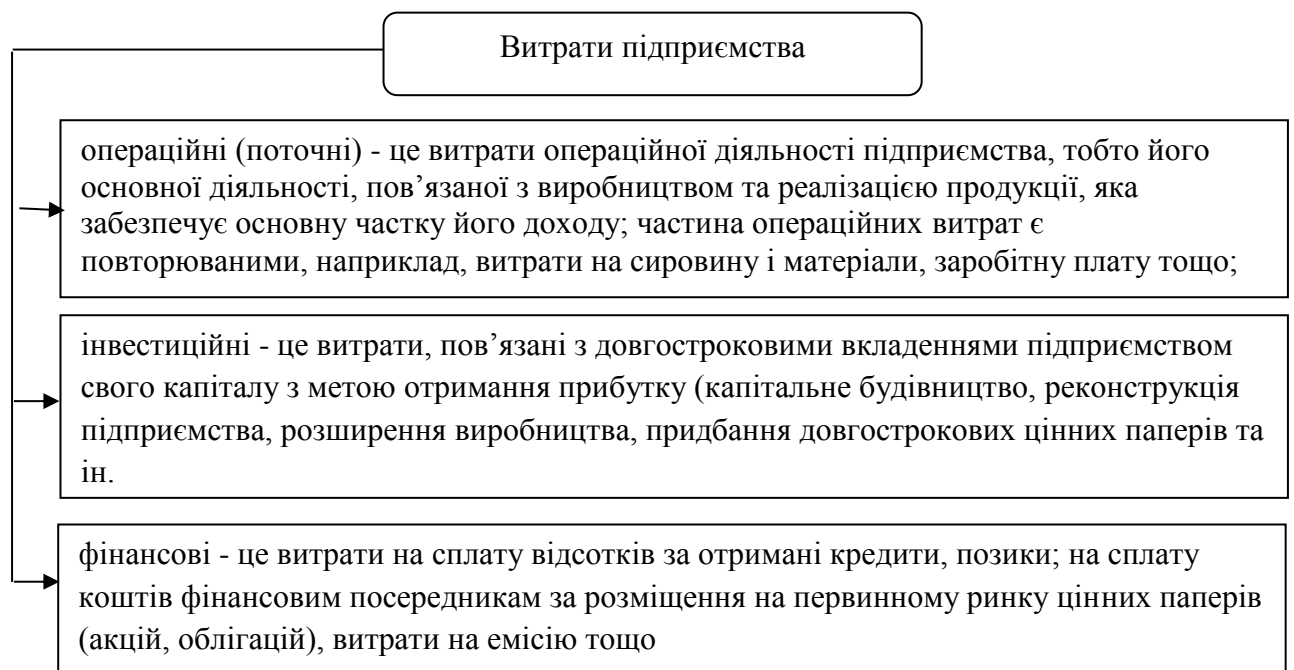 Витрати підприємства
операційні (поточні) - це витрати операційної діяльності підприємства, тобто його
основної діяльності, пов’язаної з виробництвом та реалізацією продукції, яка
забезпечує основну частку його доходу; частина операційних витрат є
повторюваними, наприклад, витрати на сировину і матеріали, заробітну плату тощо;
інвестиційні - це витрати, пов’язані з довгостроковими вкладеннями підприємством
свого капіталу з метою отримання прибутку (капітальне будівництво, реконструкція
підприємства, розширення виробництва, придбання довгострокових цінних паперів та
ін.
фінансові - це витрати на сплату відсотків за отримані кредити, позики; на сплату
коштів фінансовим посередникам за розміщення на первинному ринку цінних паперів
(акцій, облігацій), витрати на емісію тощо